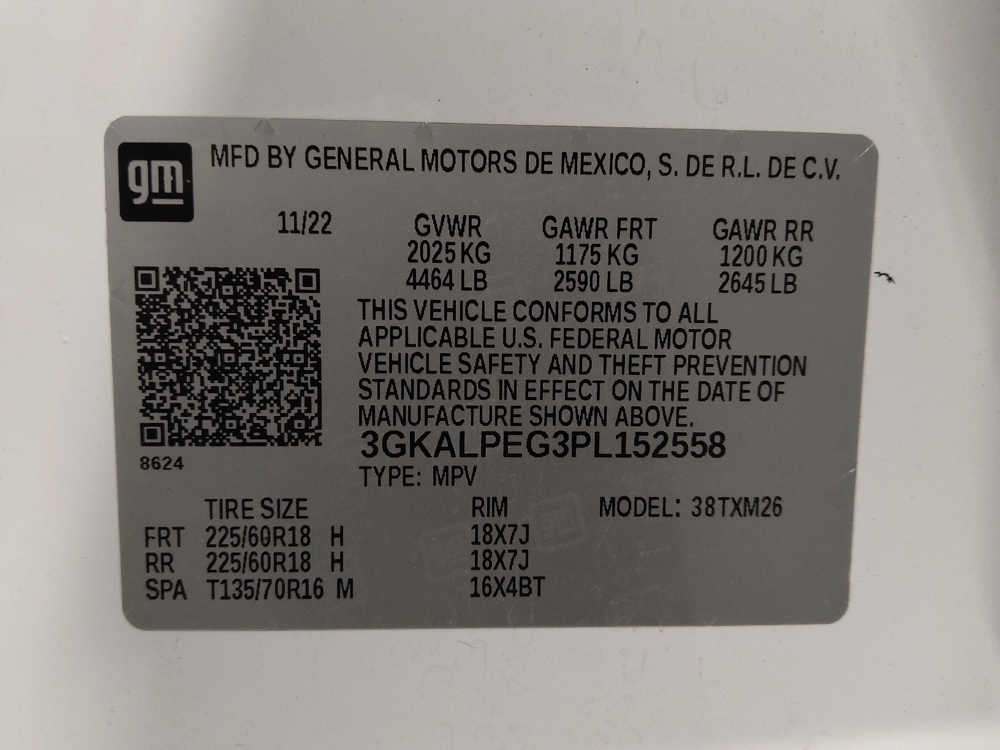 gm MFD BY GENERAL MOTORS DE MEXICO, S. DE R.L. DE C.V.
11/22 GVWR GAWR FRT GAWR RR
2025 KG 1175 KG 1200 KG
4464 LB 2590 LB 2645 LB
THIS VEHICLE CONFORMS TO ALL
APPLICABLE U.S. FEDERAL MOTOR
VEHICLE SAFETY AND THEFT PREVENTION
STANDARDS IN EFFECT ON THE DATE OF
MANUFACTURE SHOWN ABOVE.
3GKALPEG3PL152558
8624
TYPE: MPV
TIRE SIZE RIM MODEL: 38TXM26
FRT 225/60R18 H 18X7J
RR 225/60R18 H 18X7J
SPA T135/70R16 M 16X4BT